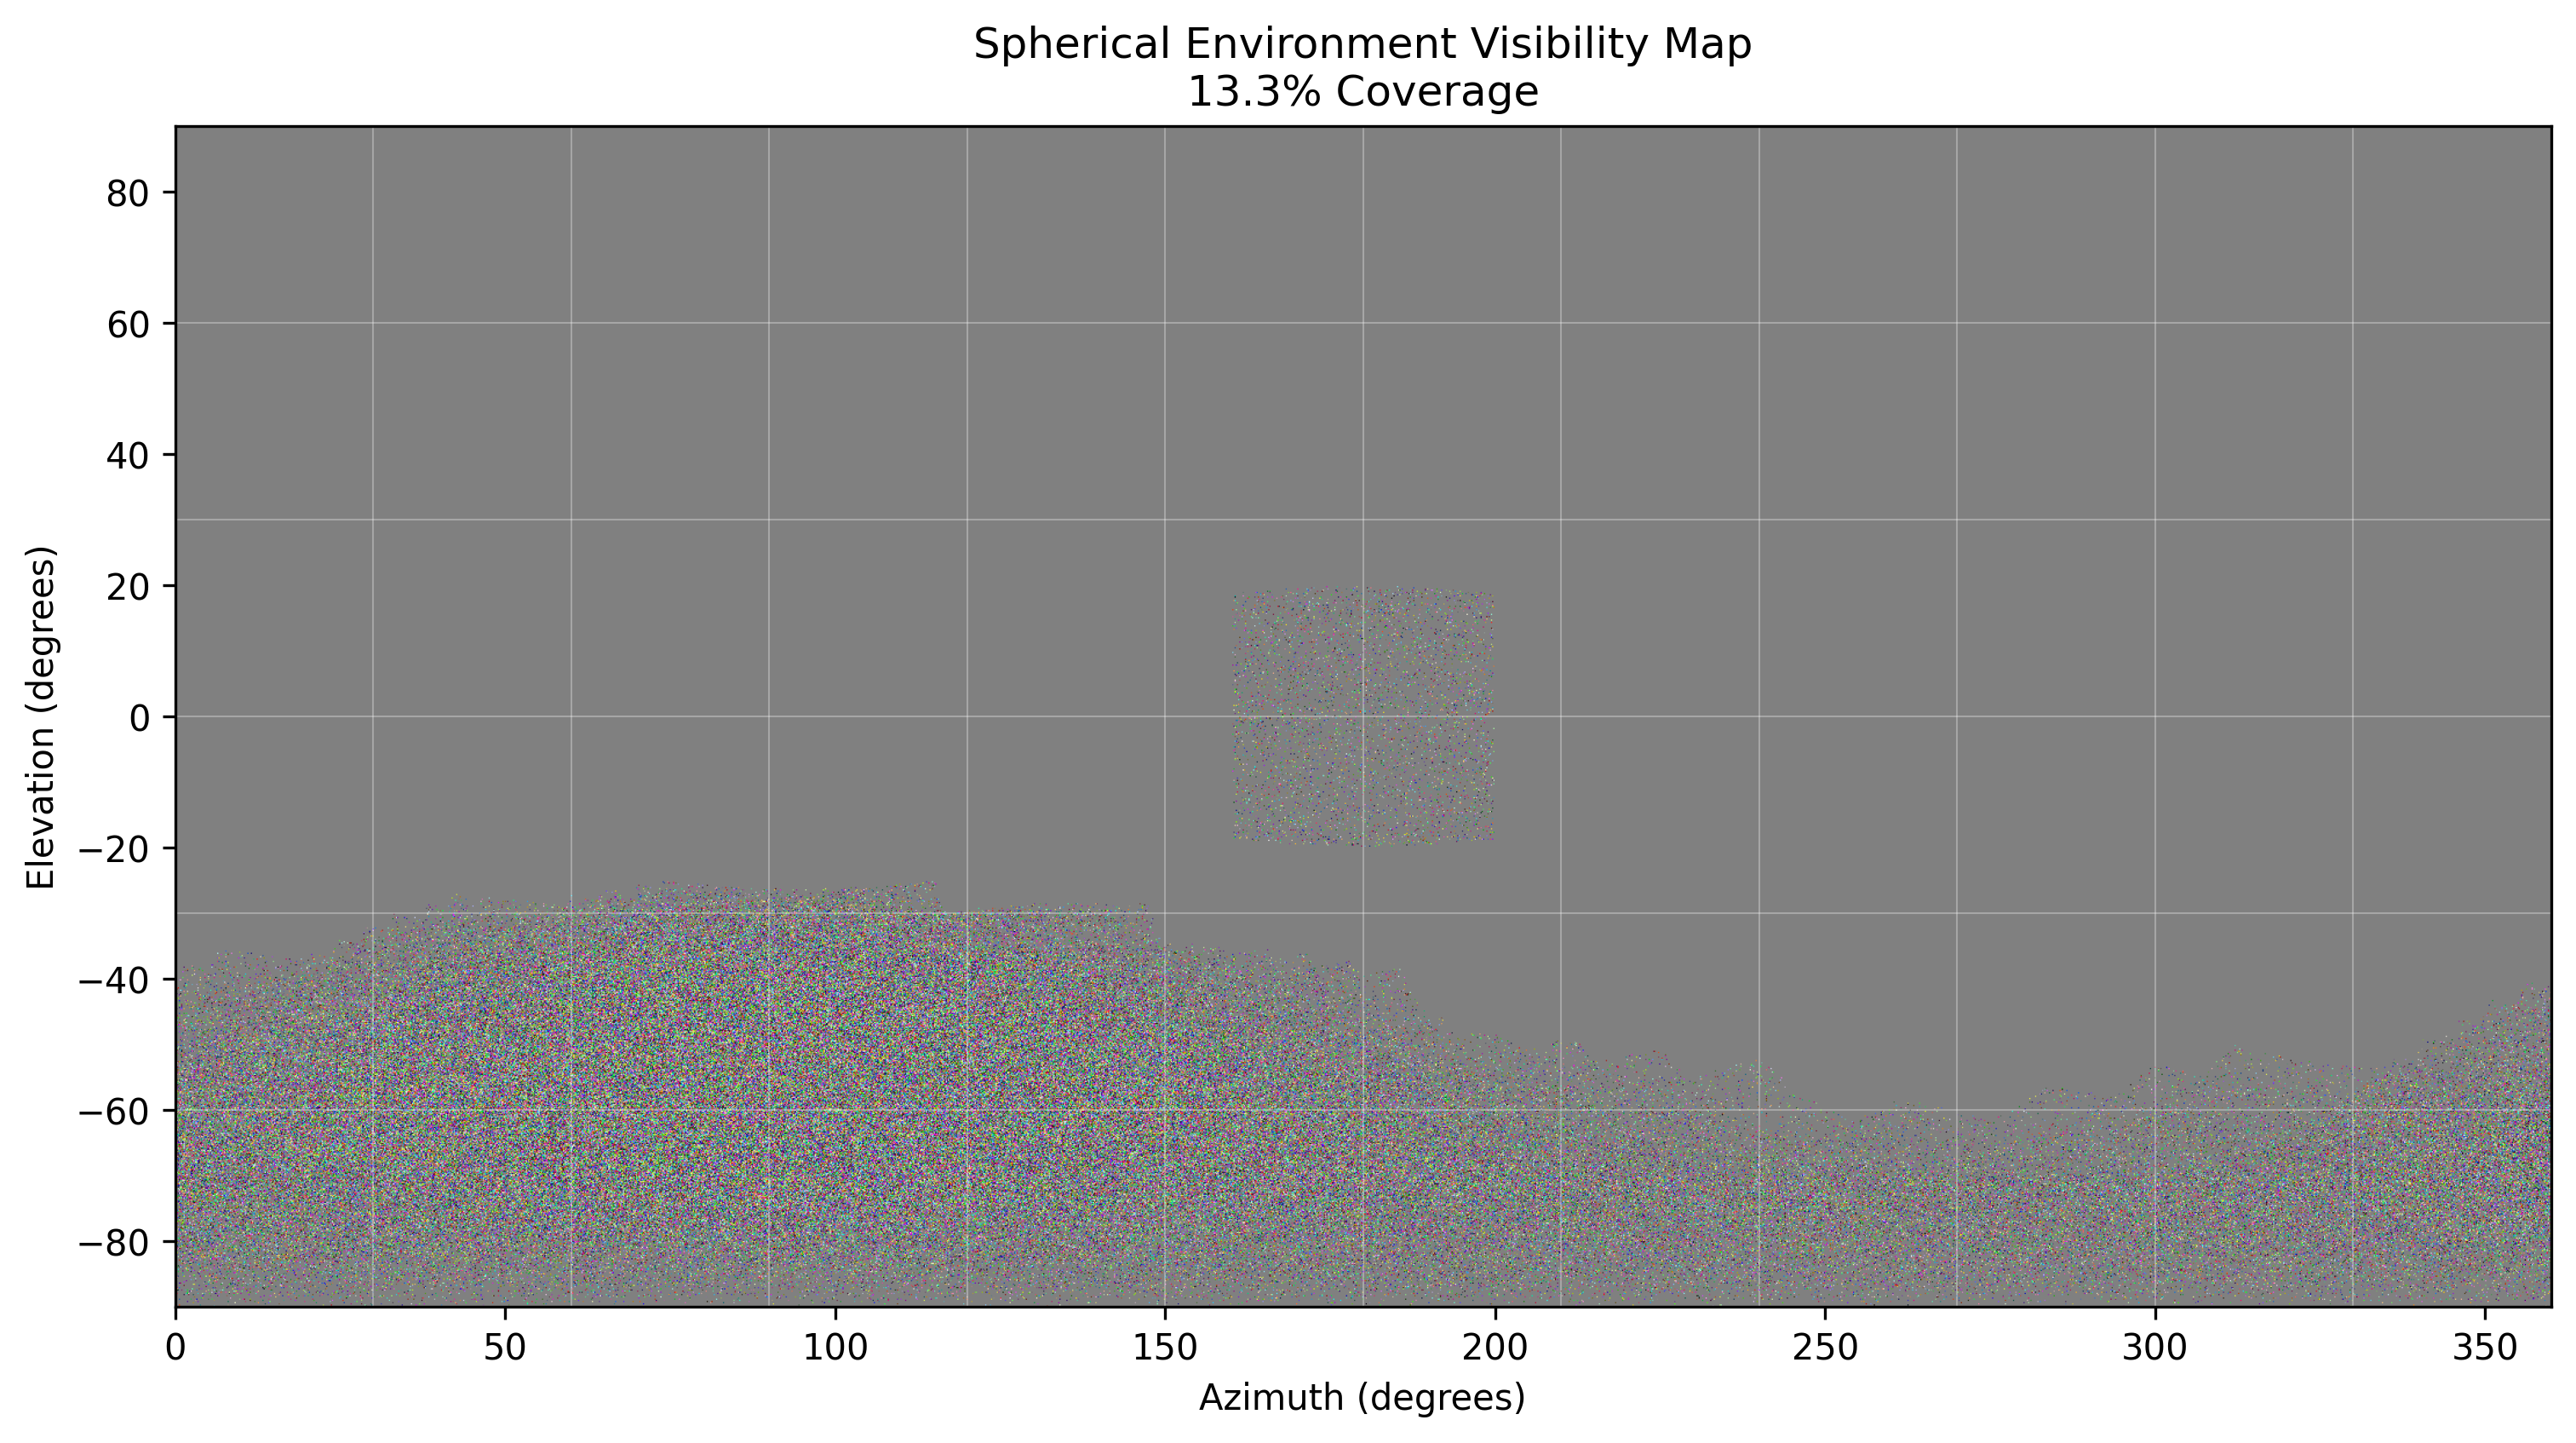 Spherical Environment Visibility Map
13.3% Coverage
80
60
40
20
0
−20
−40
−60
−80
Elevation (degrees)
0 50 100 150 200 250 300 350
Azimuth (degrees)